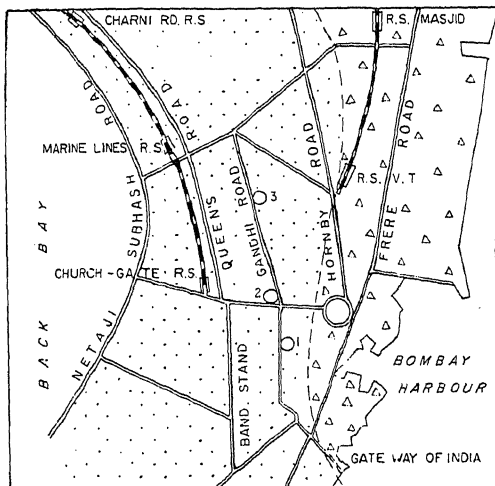 CHARNI RD. R.S.
R.S. MASJID
ROAD
ROAD
MARINE LINES R.S.
ROAD
ROAD
R.S. V.T
GANDHI ROAD
3
QUEEN'S
SUBHASH
HORNBY
FRERE
BACK BAY
CHURCH-GATE R.S.
2
NETAJI
1
BAND STAND
BOMBAY
HARBOUR
GATE WAY OF INDIA